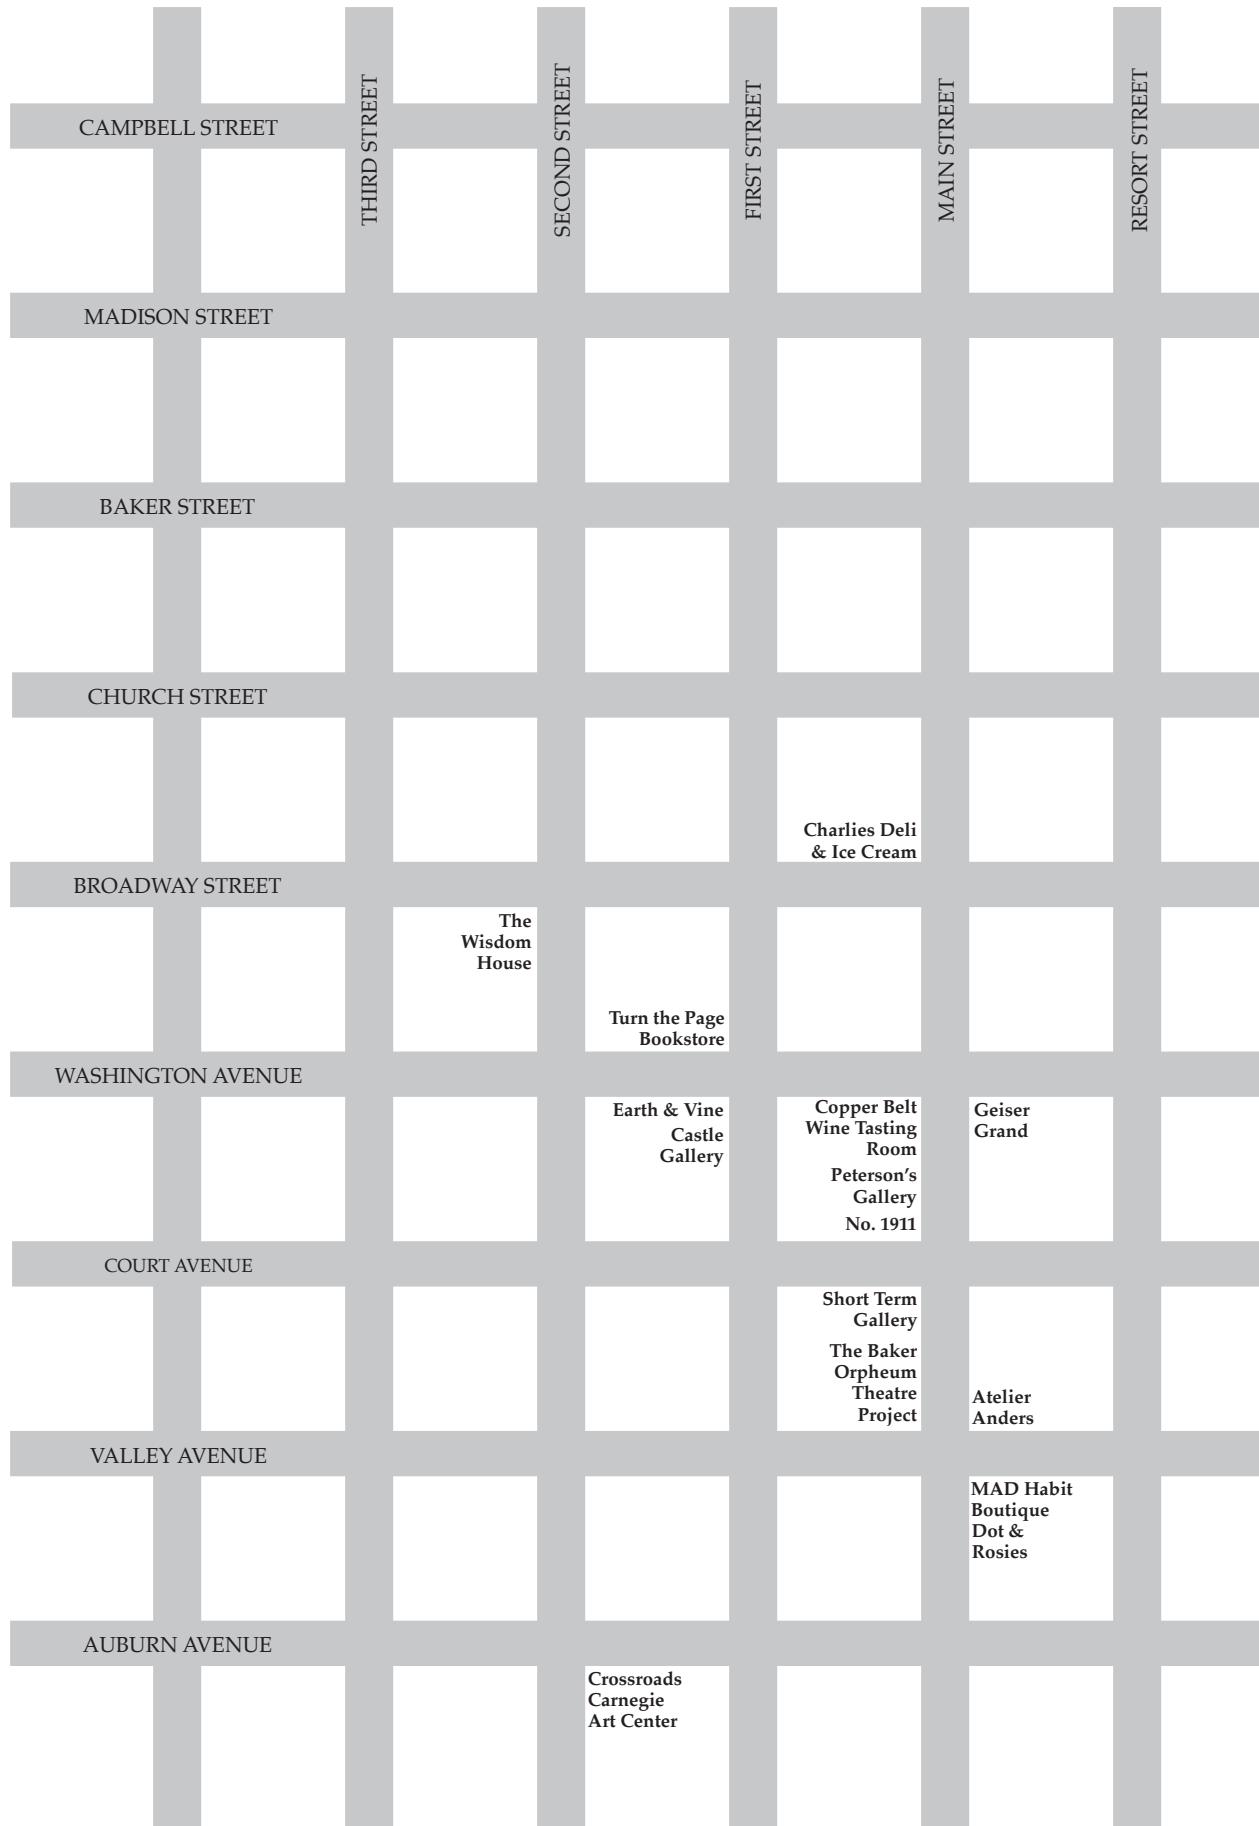 CAMPBELL STREET
THIRD STREET
SECOND STREET
FIRST STREET
MAIN STREET
RESORT STREET
MADISON STREET
BAKER STREET
CHURCH STREET
Charlies Deli
& Ice Cream
BROADWAY STREET
The
Wisdom
House
Turn the Page
Bookstore
WASHINGTON AVENUE
Earth & Vine
Castle
Gallery
Copper Belt
Wine Tasting
Room
Peterson's
Gallery
No. 1911
Geiser
Grand
COURT AVENUE
Short Term
Gallery
The Baker
Orpheum
Theatre
Project
Atelier
Anders
VALLEY AVENUE
MAD Habit
Boutique
Dot &
Rosies
AUBURN AVENUE
Crossroads
Carnegie
Art Center